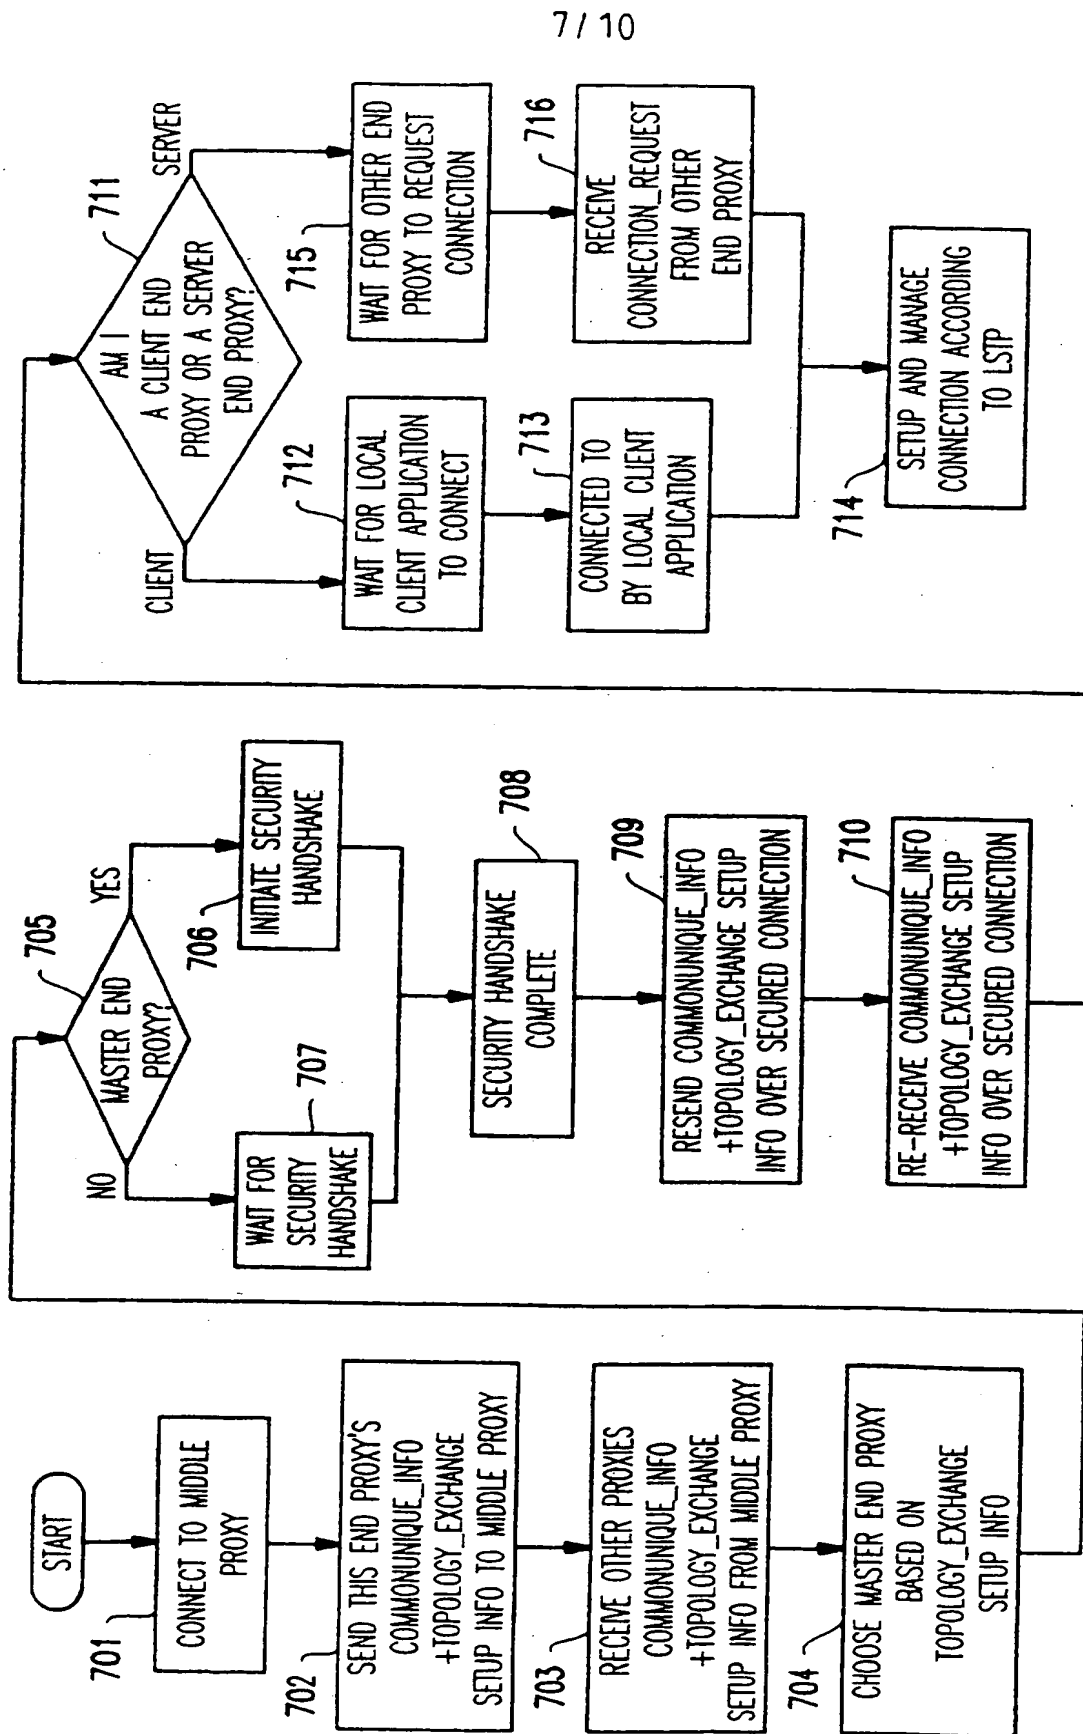 7/10
START
701
CONNECT TO MIDDLE
PROXY
702
SEND THIS END PROXY'S
COMMONUNIQUE_INFO
+TOPOLOGY_EXCHANGE
SETUP INFO TO MIDDLE PROXY
703
RECEIVE OTHER PROXIES
COMMONUNIQUE_INFO
+TOPOLOGY_EXCHANGE
SETUP INFO FROM MIDDLE PROXY
704
CHOOSE MASTER END PROXY
BASED ON
TOPOLOGY_EXCHANGE
SETUP INFO
705
MASTER END
PROXY?
YES
NO
706
INITIATE SECURITY
HANDSHAKE
707
WAIT FOR
SECURITY
HANDSHAKE
708
SECURITY HANDSHAKE
COMPLETE
709
RESEND COMMONUNIQUE_INFO
+TOPOLOGY_EXCHANGE SETUP
INFO OVER SECURED CONNECTION
710
RE-RECEIVE COMMONUNIQUE_INFO
+TOPOLOGY_EXCHANGE SETUP
INFO OVER SECURED CONNECTION
711
AM I
A CLIENT END
PROXY OR A SERVER
END PROXY?
CLIENT
SERVER
712
WAIT FOR LOCAL
CLIENT APPLICATION
TO CONNECT
713
CONNECTED TO
BY LOCAL CLIENT
APPLICATION
715
WAIT FOR OTHER END
PROXY TO REQUEST
CONNECTION
716
RECEIVE
CONNECTION_REQUEST
FROM OTHER
END PROXY
714
SETUP AND MANAGE
CONNECTION ACCORDING
TO LSTP